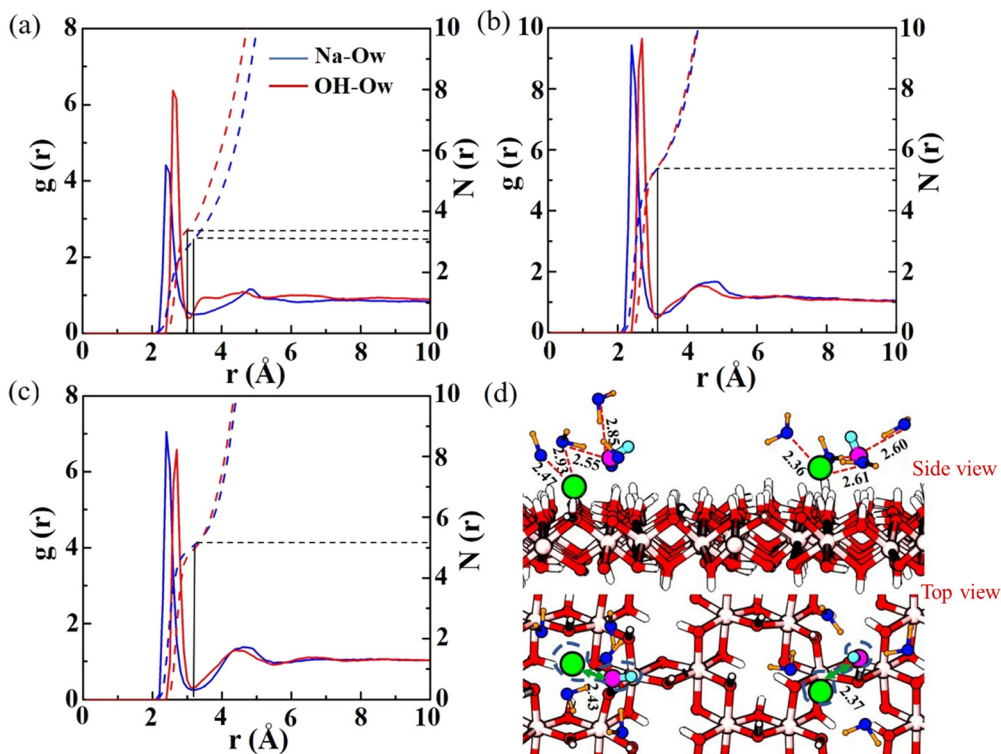 (a)
8
6
4
2
0
g (r)
10
8
6
4
2
0
N (r)
Na-Ow
OH-Ow
0 2 4 6 8 10
r (Å)
(b)
10
8
6
4
2
0
g (r)
10
8
6
4
2
0
N (r)
0 2 4 6 8 10
r (Å)
(c)
8
6
4
2
0
g (r)
10
8
6
4
2
0
N (r)
0 2 4 6 8 10
r (Å)
(d)
2.85
2.93
2.55
2.47
2.36
2.60
2.61
Side view
Top view
2.43
2.37